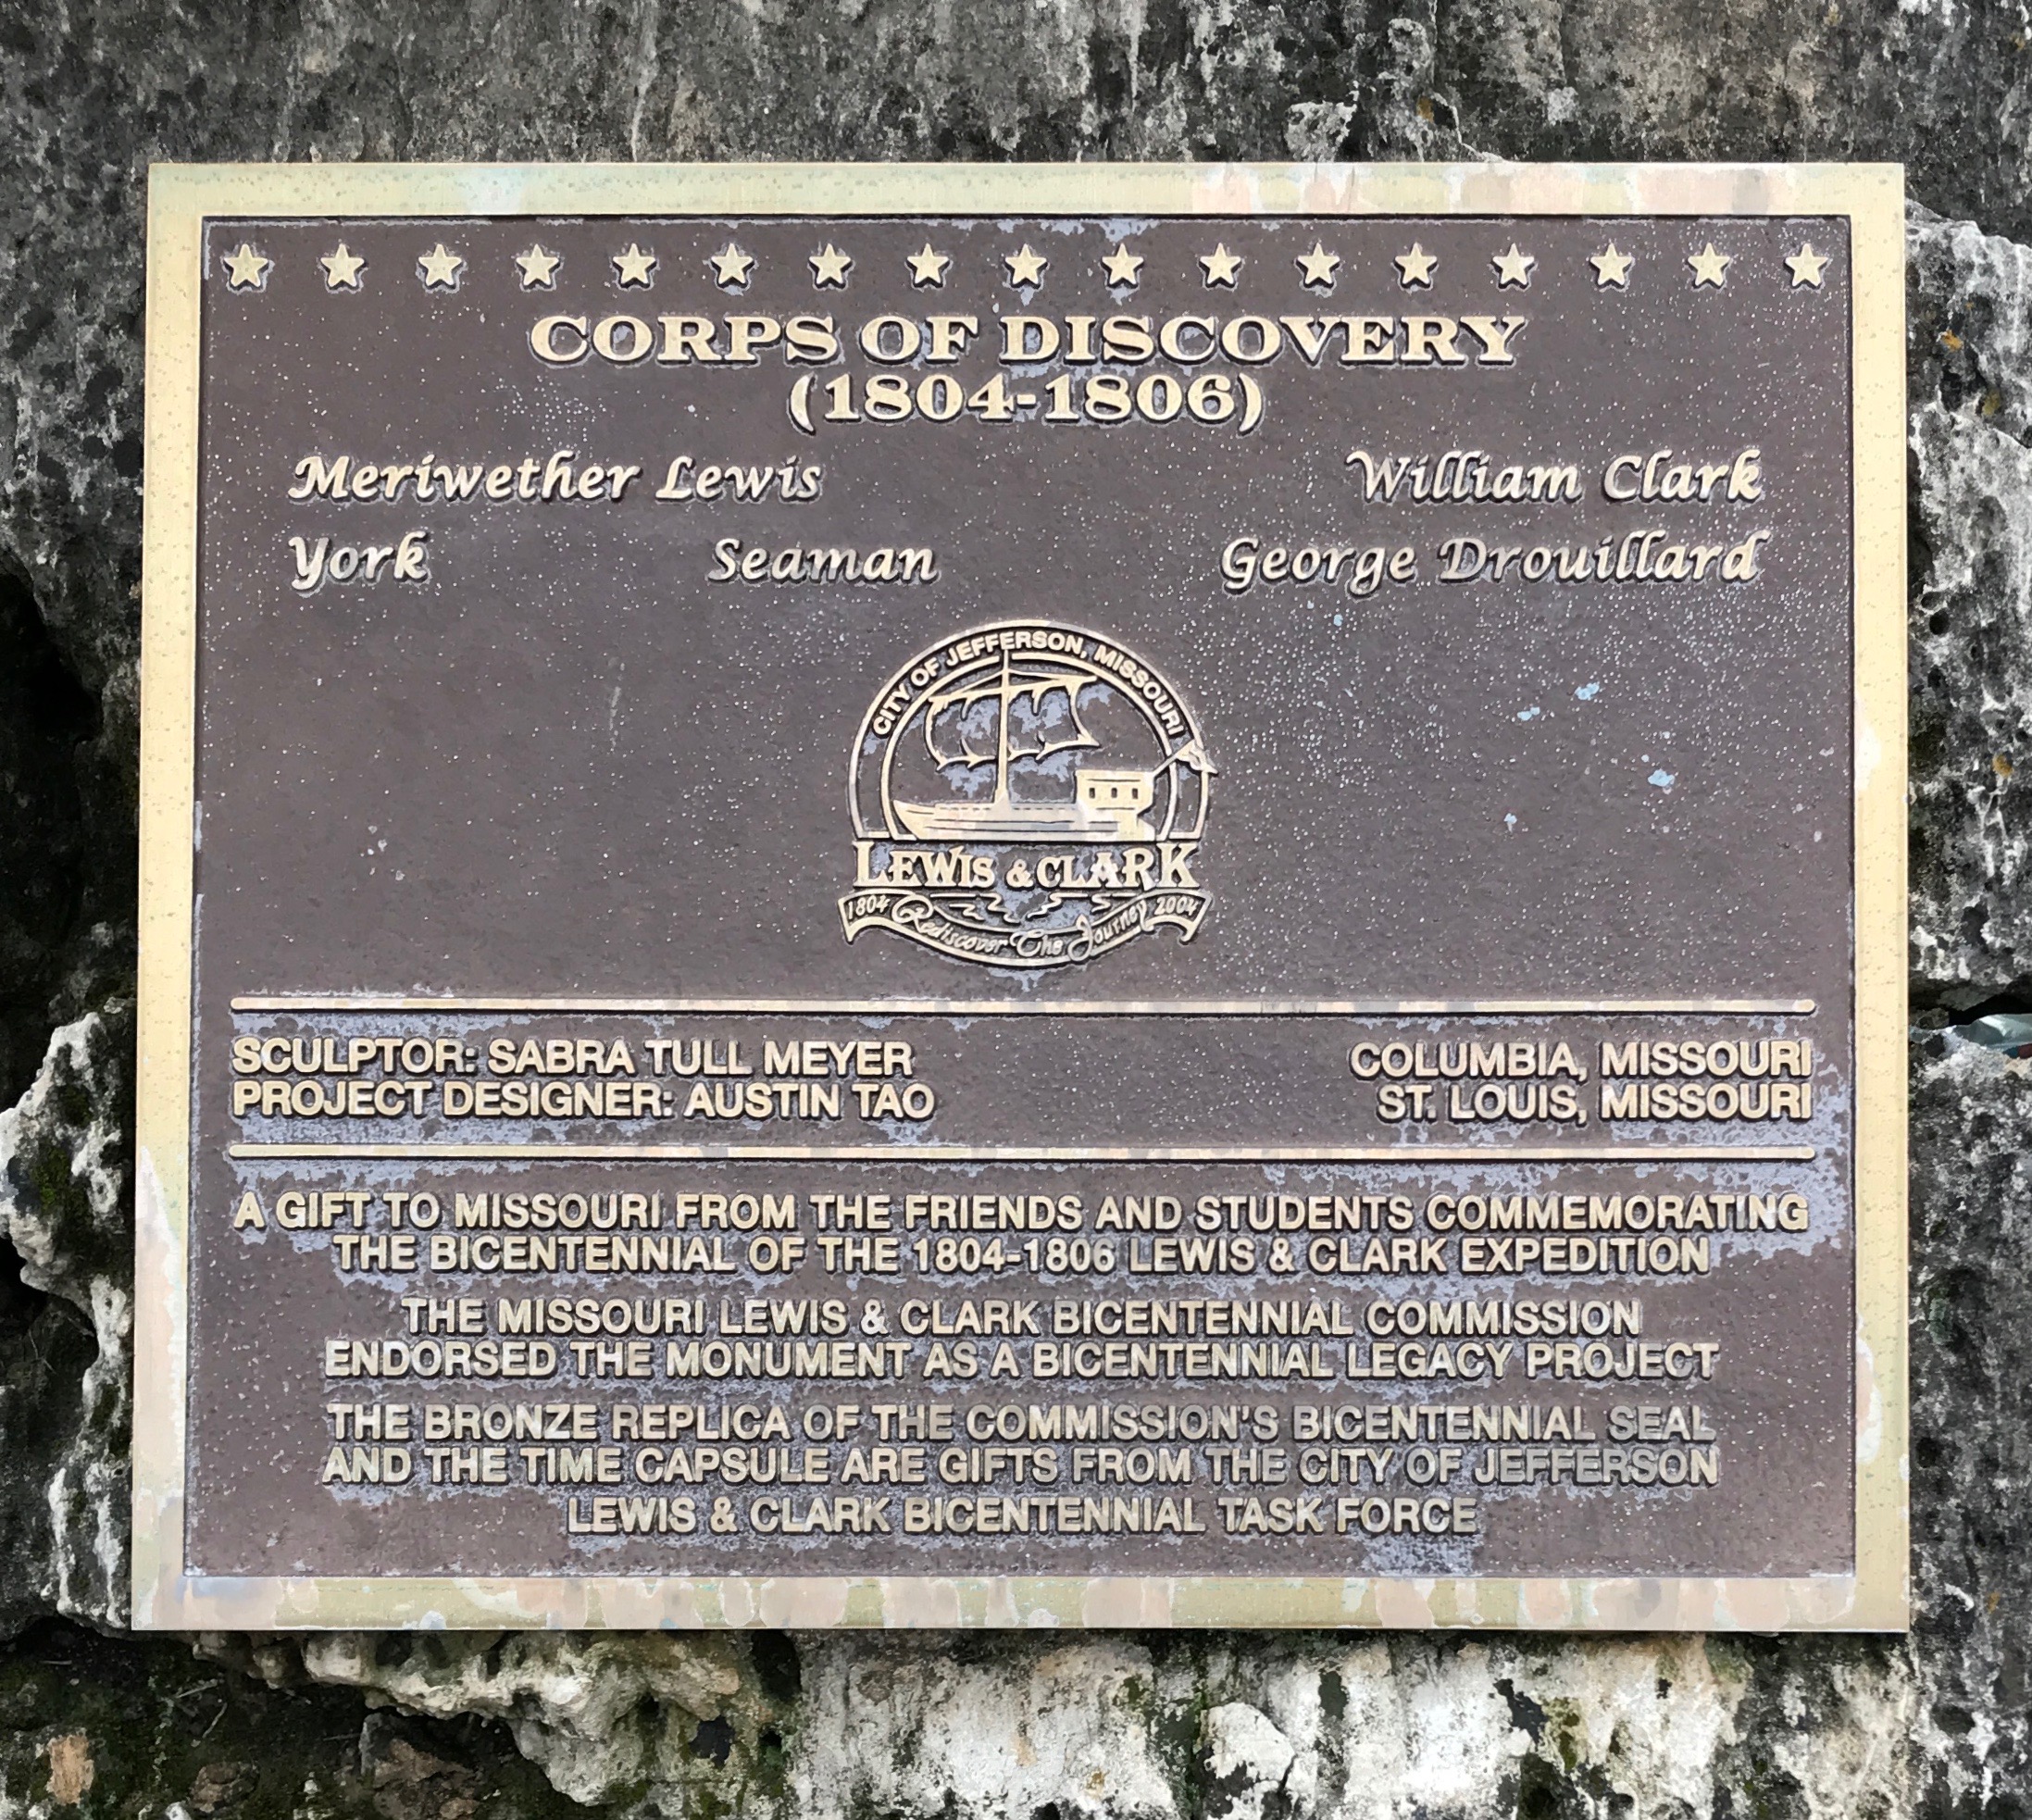 CORPS OF DISCOVERY
(1804-1806)
Meriwether Lewis William Clark
York Seaman George Drouillard
CITY OF JEFFERSON, MISSOURI
LEWIS & CLARK
1804 Rediscover The Journey 2004
SCULPTOR: SABRA TULL MEYER COLUMBIA, MISSOURI
PROJECT DESIGNER: AUSTIN TAO ST. LOUIS, MISSOURI
A GIFT TO MISSOURI FROM THE FRIENDS AND STUDENTS COMMEMORATING
THE BICENTENNIAL OF THE 1804-1806 LEWIS & CLARK EXPEDITION
THE MISSOURI LEWIS & CLARK BICENTENNIAL COMMISSION
ENDORSED THE MONUMENT AS A BICENTENNIAL LEGACY PROJECT
THE BRONZE REPLICA OF THE COMMISSION'S BICENTENNIAL SEAL
AND THE TIME CAPSULE ARE GIFTS FROM THE CITY OF JEFFERSON
LEWIS & CLARK BICENTENNIAL TASK FORCE